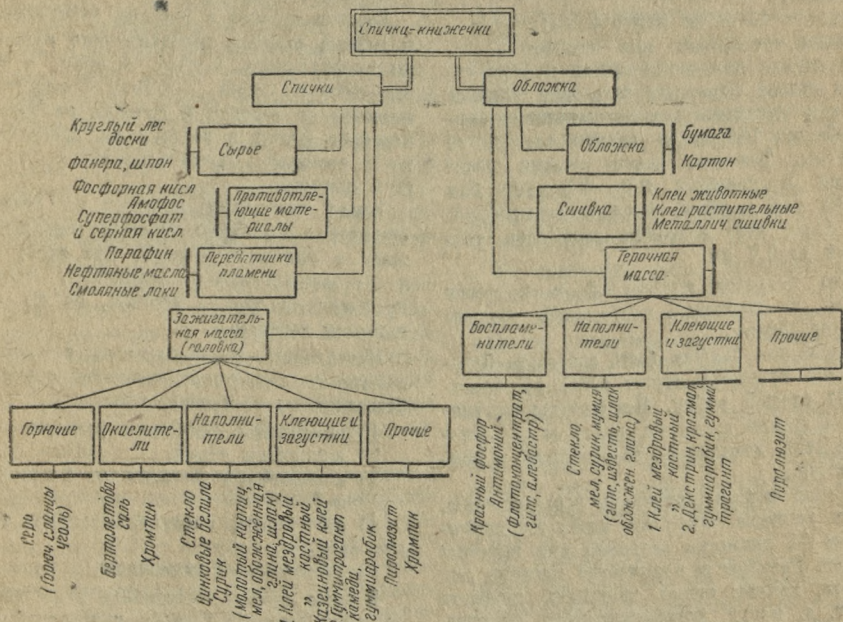 Спички-книжечки
Спички
Обложка
Круглый лес
доски
фанера, шпон
Сырье
Фосфорная кисл
Амофос
Суперфосфат
и серная кисл.
Противотле-
ющие мате-
риалы
Парафин
Нефтяные масла
Смоляные лаки
Передатчики
пламени
Зажигатель-
ная масса
(головка)
Обложка
Бумага
Картон
Сшивка
Клеи животные
Клеи растительные
Металлич. сшивки
Терочная
масса
Воспламе-
нители
Наполни-
тели
Клеющие
и загустки
Прочие
Красный фосфор
Антимоний
(Флотоконцентрат,
гипс, алебастр)
Стекло,
мел, сурик, мумия
(гипс, известь, шлак
обожжен. глина)
1. Клей мездровый
" костный
2. Декстрин, крахмал,
гуммиарабик, гумми-
трагант
Пиролюзит
Горючие
Окислите-
ли
Наполни-
тели
Клеющие и
загустки
Прочие
Сера
(Горюч сланцы
уголь)
Бертолетова
соль
Хромпик
Стекло
Цинковые белила
Сурик
(молотый кирпич,
мел, обожженная
глина, шлак)
1. Клей мездровый
" костный
Казеиновый клей
Гуммитрогант
камеди,
гуммиарабик
Пиролюзит
Хромпик